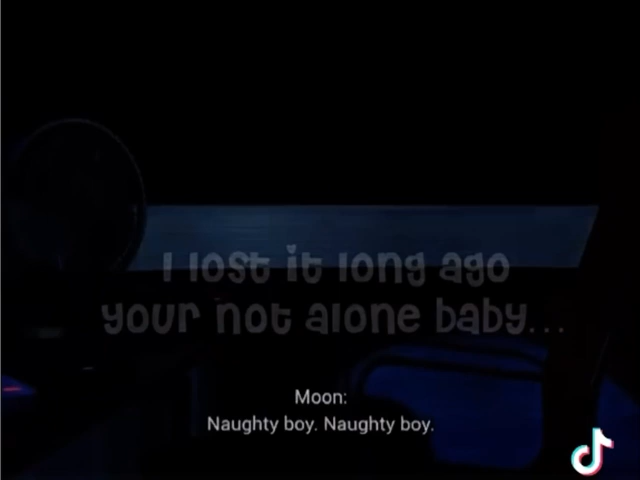 I lost it long ago
your not alone baby...
Moon:
Naughty boy. Naughty boy.